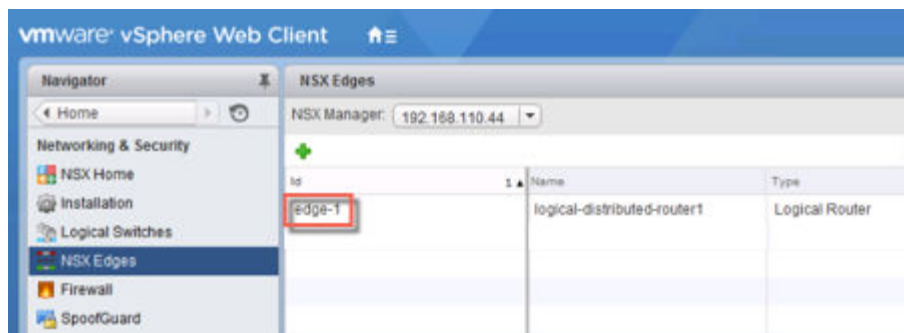 vmware® vSphere Web Client
Navigator
Home
Networking & Security
NSX Home
Installation
Logical Switches
NSX Edges
Firewall
SpoofGuard
NSX Edges
NSX Manager: 192.168.110.44
Id 1 ▲ Name Type
edge-1 logical-distributed-router1 Logical Router